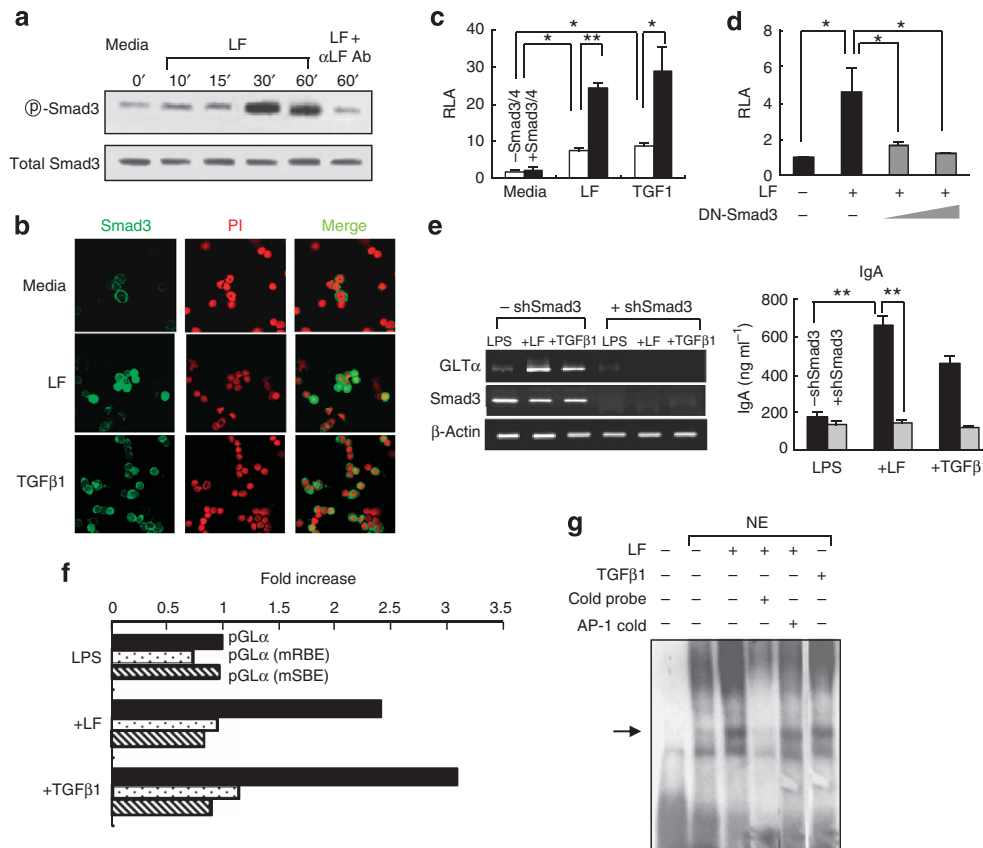 a
Media
LF
LF +
αLF Ab
0′ 10′ 15′ 30′ 60′ 60′
ⓟ-Smad3
Total Smad3
b
Smad3 PI Merge
Media
LF
TGFβ1
c
RLA
40
30
20
10
0
–Smad3/4
+Smad3/4
* * ** *
Media LF TGF1
d
RLA
8
6
4
2
0
* * *
LF – + + +
DN-Smad3 – –
e
– shSmad3 + shSmad3
LPS +LF +TGFβ1 LPS +LF +TGFβ1
GLTα
Smad3
β-Actin
IgA
IgA (ng ml⁻¹)
800
600
400
200
0
–shSmad3
+shSmad3
** **
LPS +LF +TGFβ1
f
Fold increase
0 0.5 1 1.5 2 2.5 3 3.5
LPS
pGLα
pGLα (mRBE)
pGLα (mSBE)
+LF
+TGFβ1
g
NE
LF – – + + + –
TGFβ1 – – – – – +
Cold probe – – – + – –
AP-1 cold – – – – + –